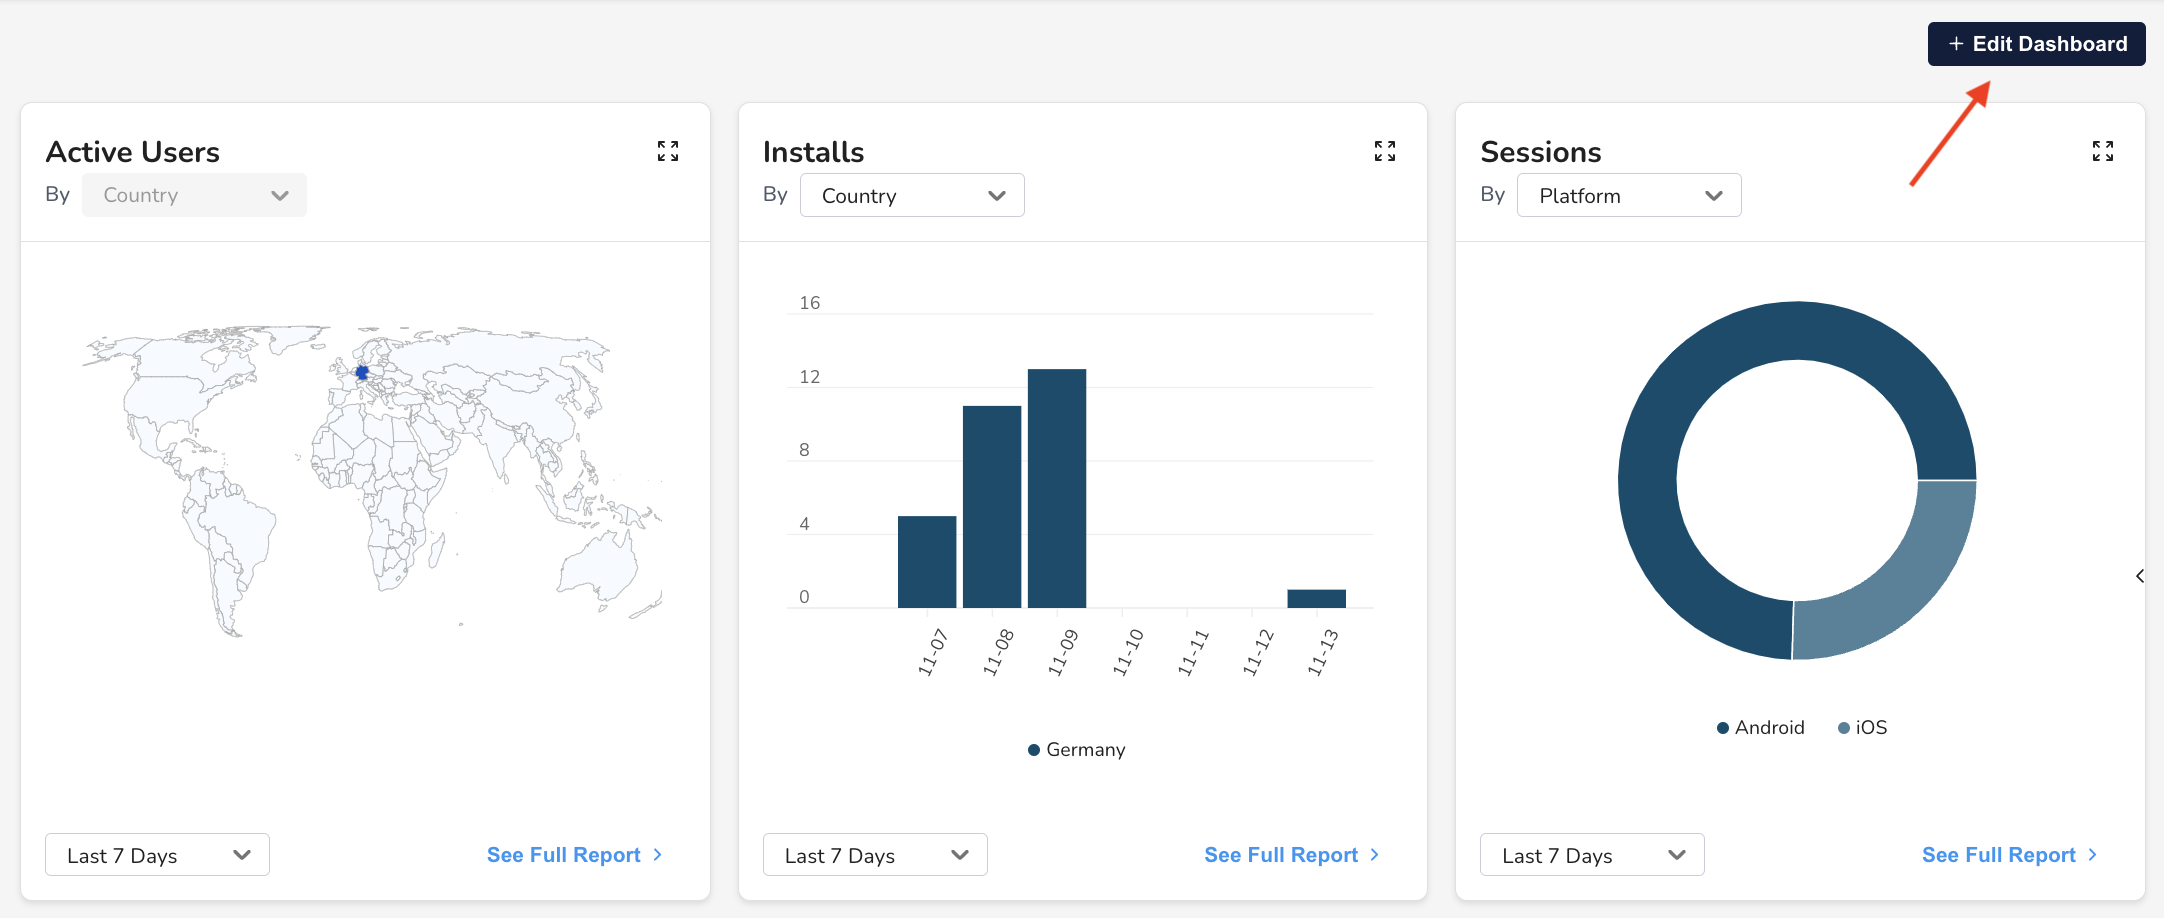 + Edit Dashboard
Active Users
By Country
Last 7 Days
See Full Report >
Installs
By Country
16
12
8
4
0
11-07
11-08
11-09
11-10
11-11
11-12
11-13
Germany
Last 7 Days
See Full Report >
Sessions
By Platform
Android iOS
Last 7 Days
See Full Report >